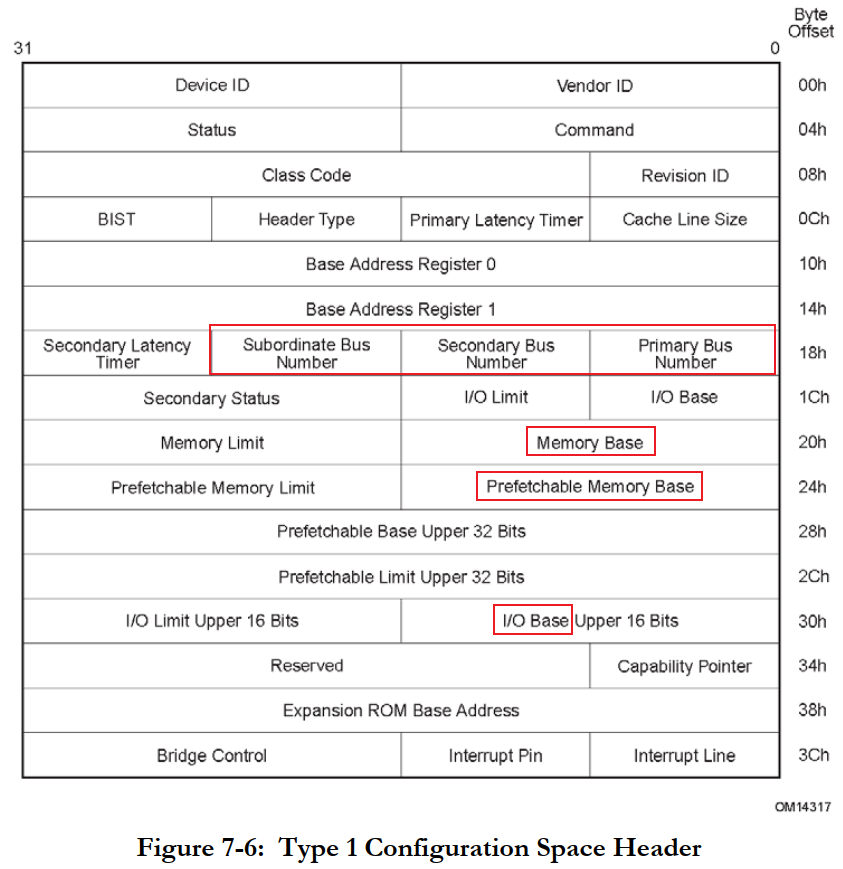 Byte
Offset
31 0
Device ID Vendor ID 00h
Status Command 04h
Class Code Revision ID 08h
BIST Header Type Primary Latency Timer Cache Line Size 0Ch
Base Address Register 0 10h
Base Address Register 1 14h
Secondary Latency Timer Subordinate Bus Number Secondary Bus Number Primary Bus Number 18h
Secondary Status I/O Limit I/O Base 1Ch
Memory Limit Memory Base 20h
Prefetchable Memory Limit Prefetchable Memory Base 24h
Prefetchable Base Upper 32 Bits 28h
Prefetchable Limit Upper 32 Bits 2Ch
I/O Limit Upper 16 Bits I/O Base Upper 16 Bits 30h
Reserved Capability Pointer 34h
Expansion ROM Base Address 38h
Bridge Control Interrupt Pin Interrupt Line 3Ch
OM14317
Figure 7-6: Type 1 Configuration Space Header